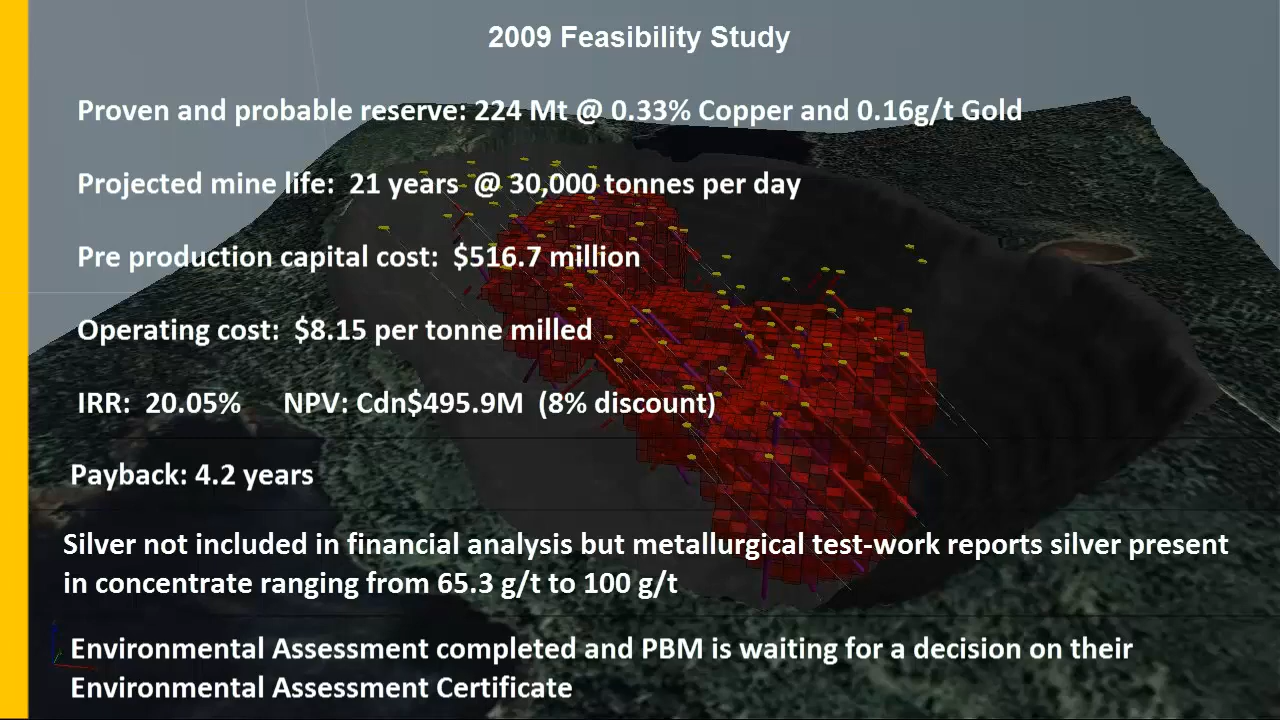 2009 Feasibility Study
Proven and probable reserve: 224 Mt @ 0.33% Copper and 0.16g/t Gold
Projected mine life:  21 years  @ 30,000 tonnes per day
Pre production capital cost:  $516.7 million
Operating cost:  $8.15 per tonne milled
IRR:  20.05%      NPV: Cdn$495.9M  (8% discount)
Payback: 4.2 years
Silver not included in financial analysis but metallurgical test-work reports silver present
in concentrate ranging from 65.3 g/t to 100 g/t
Environmental Assessment completed and PBM is waiting for a decision on their
Environmental Assessment Certificate